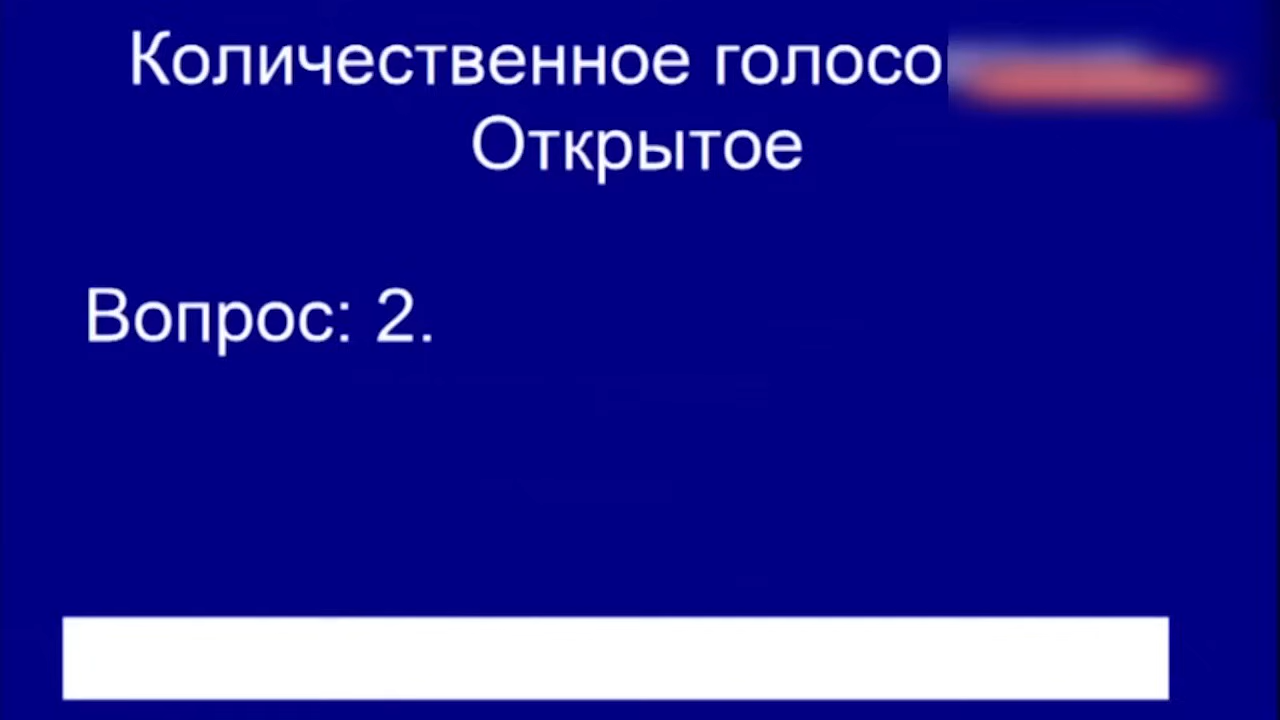 Количественное голосо
Открытое
Вопрос: 2.